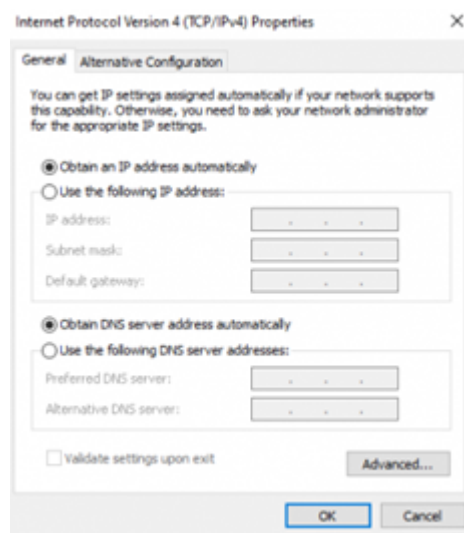 Internet Protocol Version 4 (TCP/IPv4) Properties
General Alternative Configuration
You can get IP settings assigned automatically if your network supports
this capability. Otherwise, you need to ask your network administrator
for the appropriate IP settings.
Obtain an IP address automatically
Use the following IP address:
IP address:
Subnet mask:
Default gateway:
Obtain DNS server address automatically
Use the following DNS server addresses:
Preferred DNS server:
Alternative DNS server:
Validate settings upon exit
Advanced...
OK Cancel